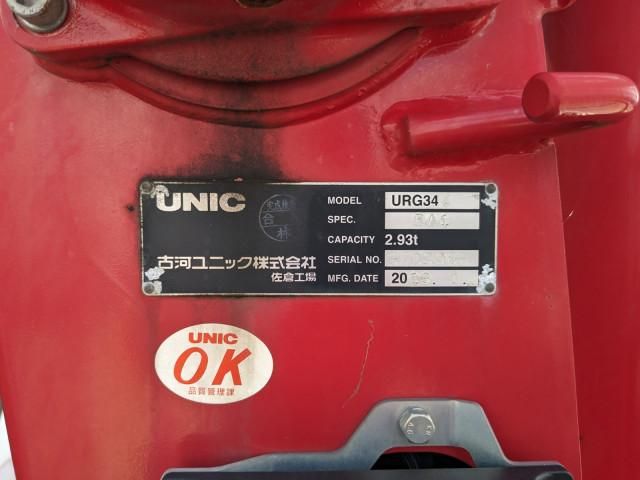 UNIC
MODEL URG34
SPEC.
CAPACITY 2.93t
SERIAL NO.
MFG. DATE 20
古河ユニック株式会社
佐倉工場
UNIC
OK
品質管理課